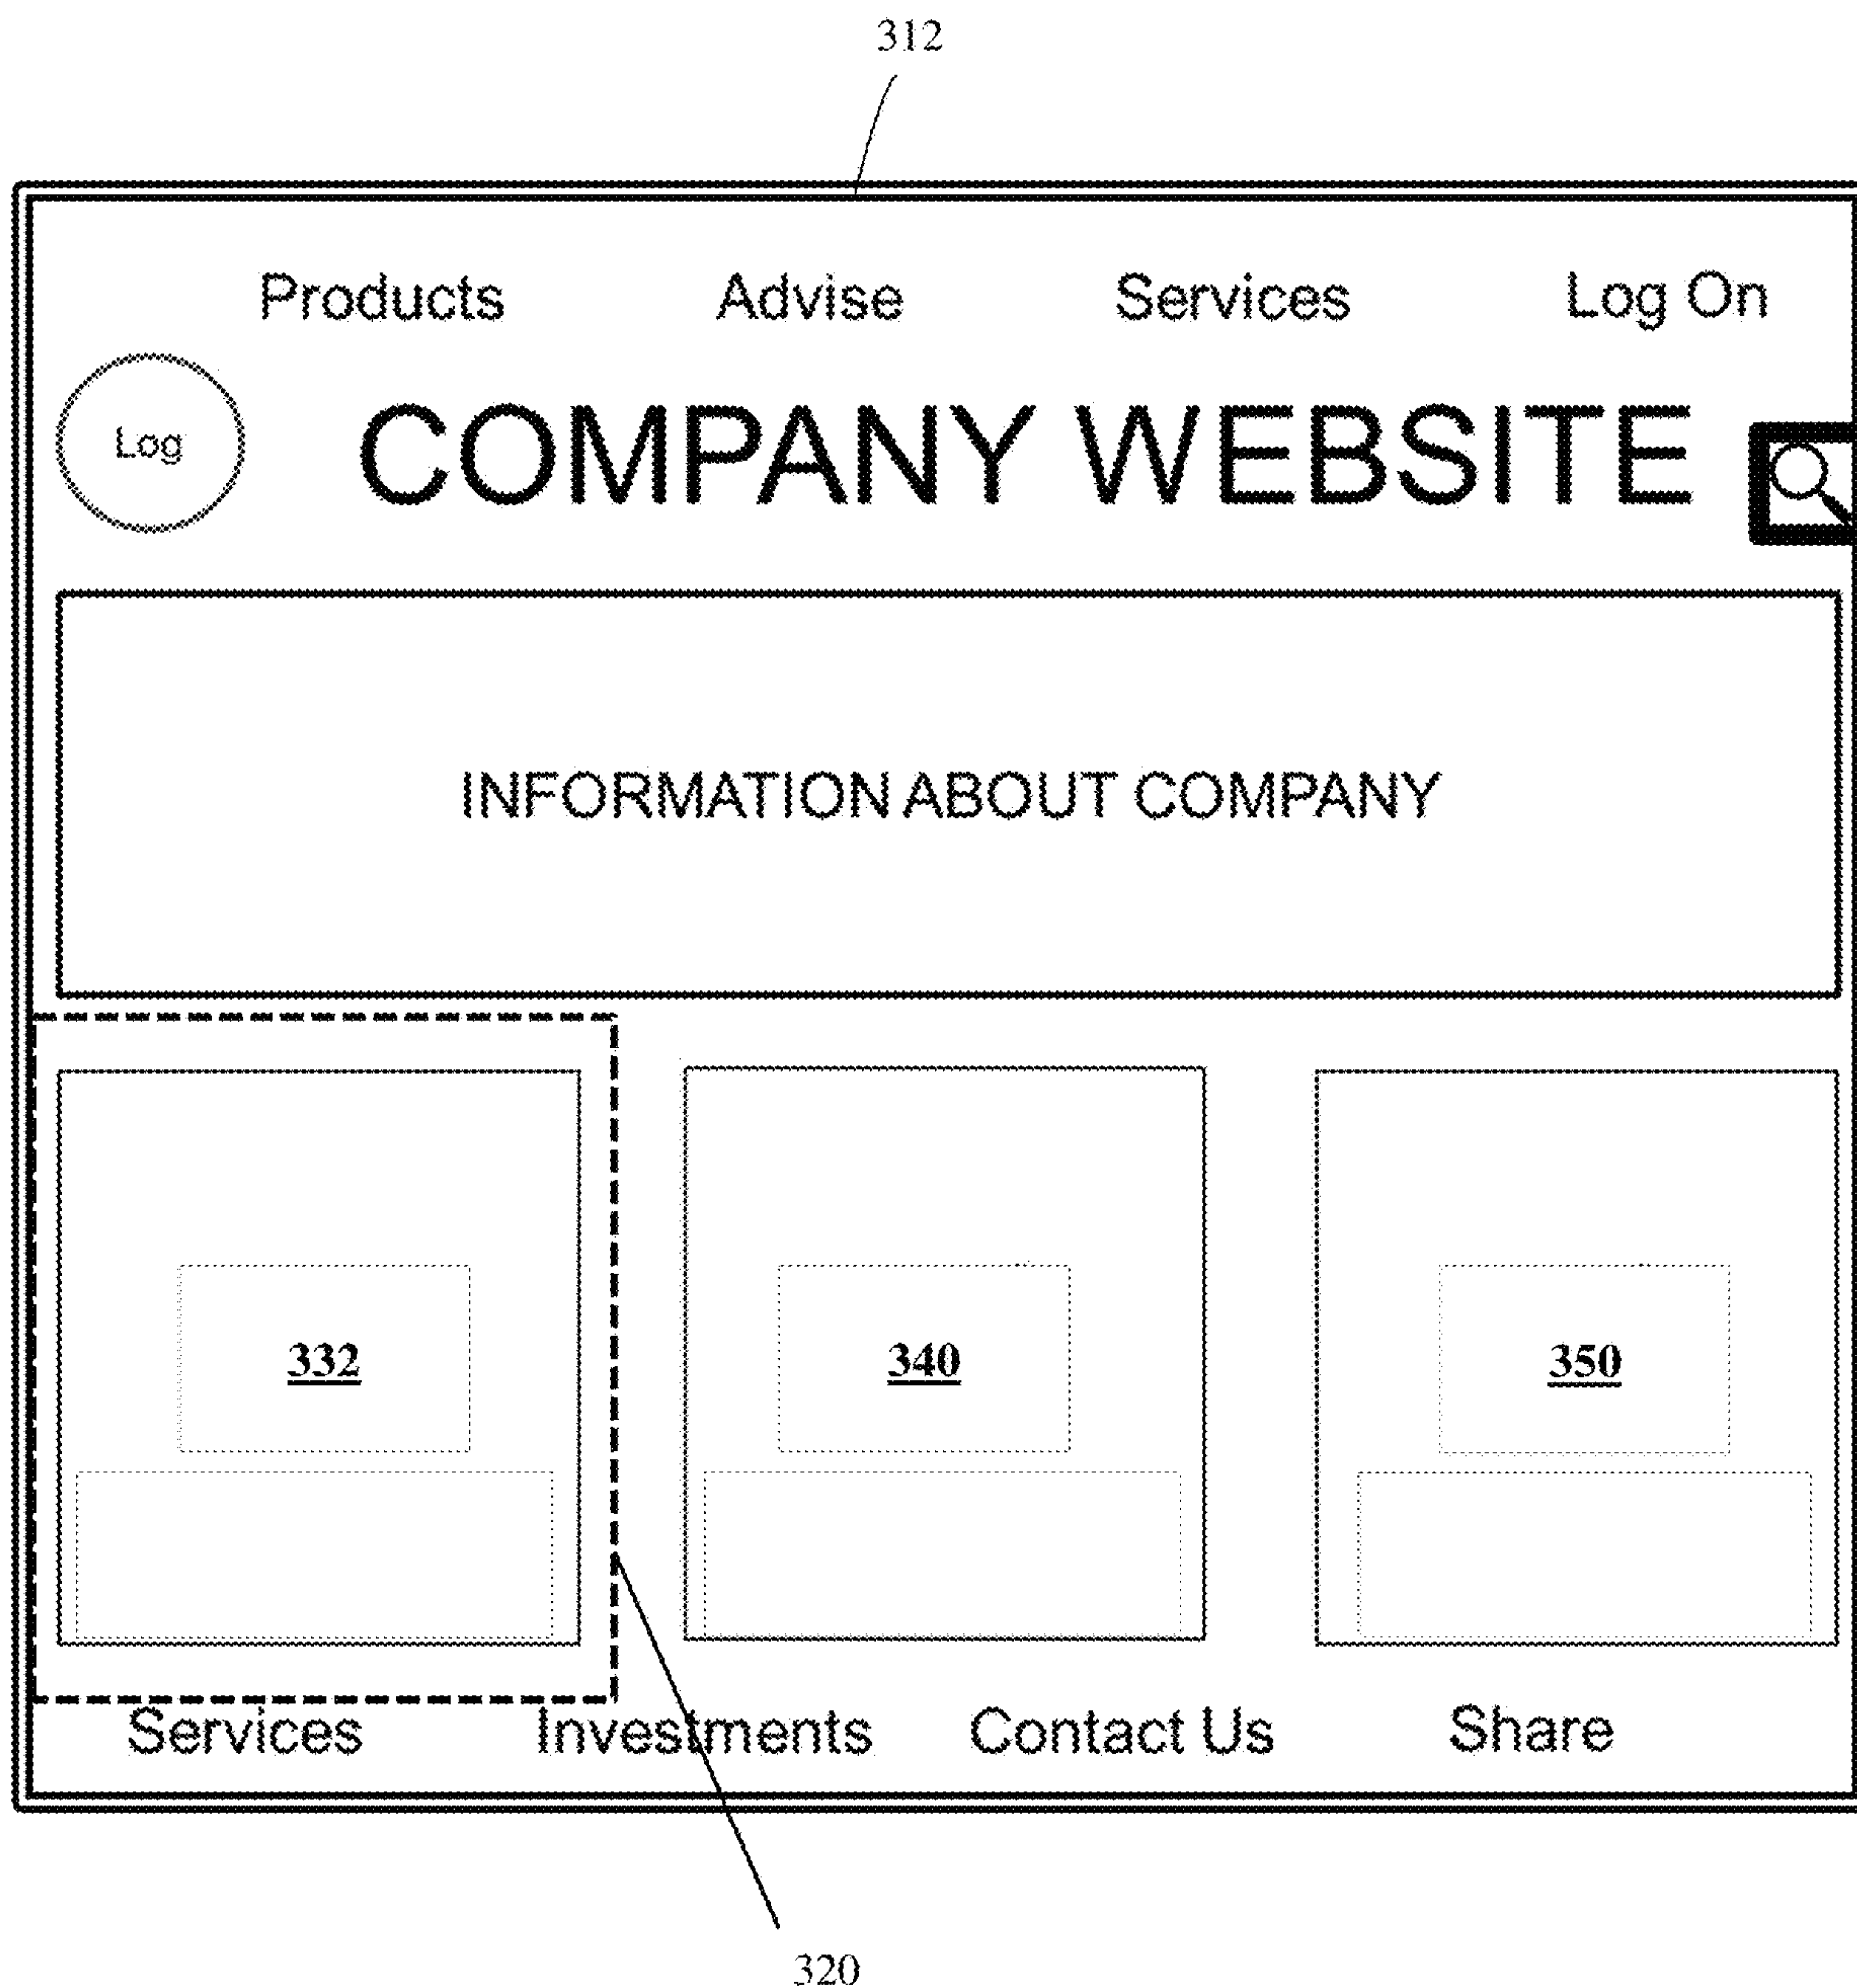 312
Products Advise Services Log On
Log
COMPANY WEBSITE
INFORMATION ABOUT COMPANY
332 340 350
Services Investments Contact Us Share
320